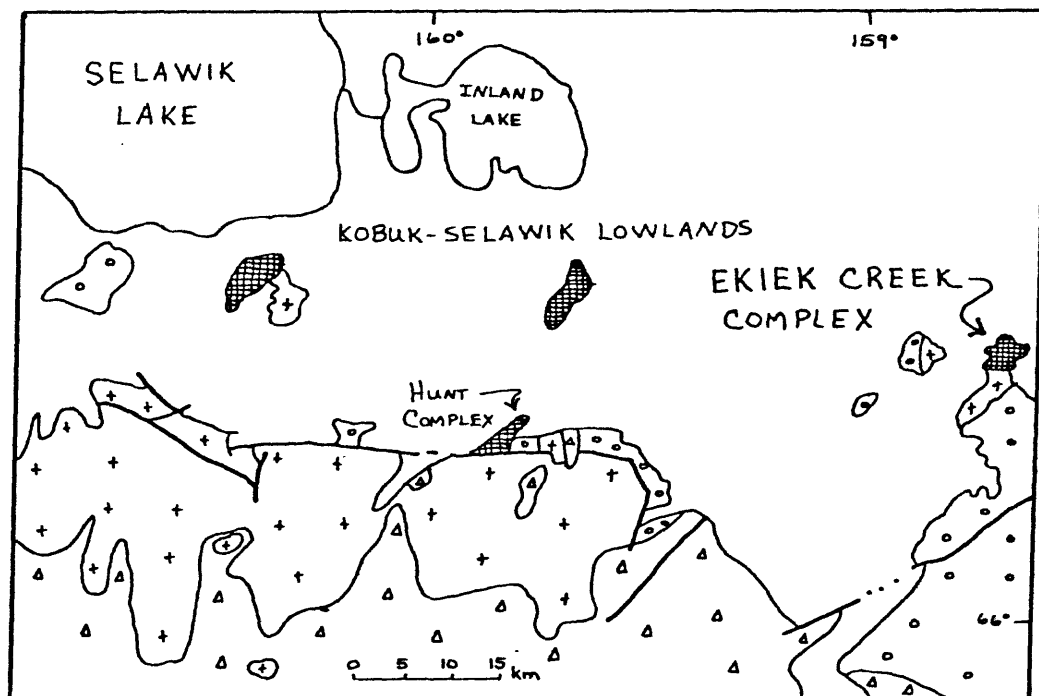 160°
159°
SELAWIK
LAKE
INLAND
LAKE
KOBUK-SELAWIK LOWLANDS
EKIEK CREEK
COMPLEX
HUNT
COMPLEX
66°
0 5 10 15 km